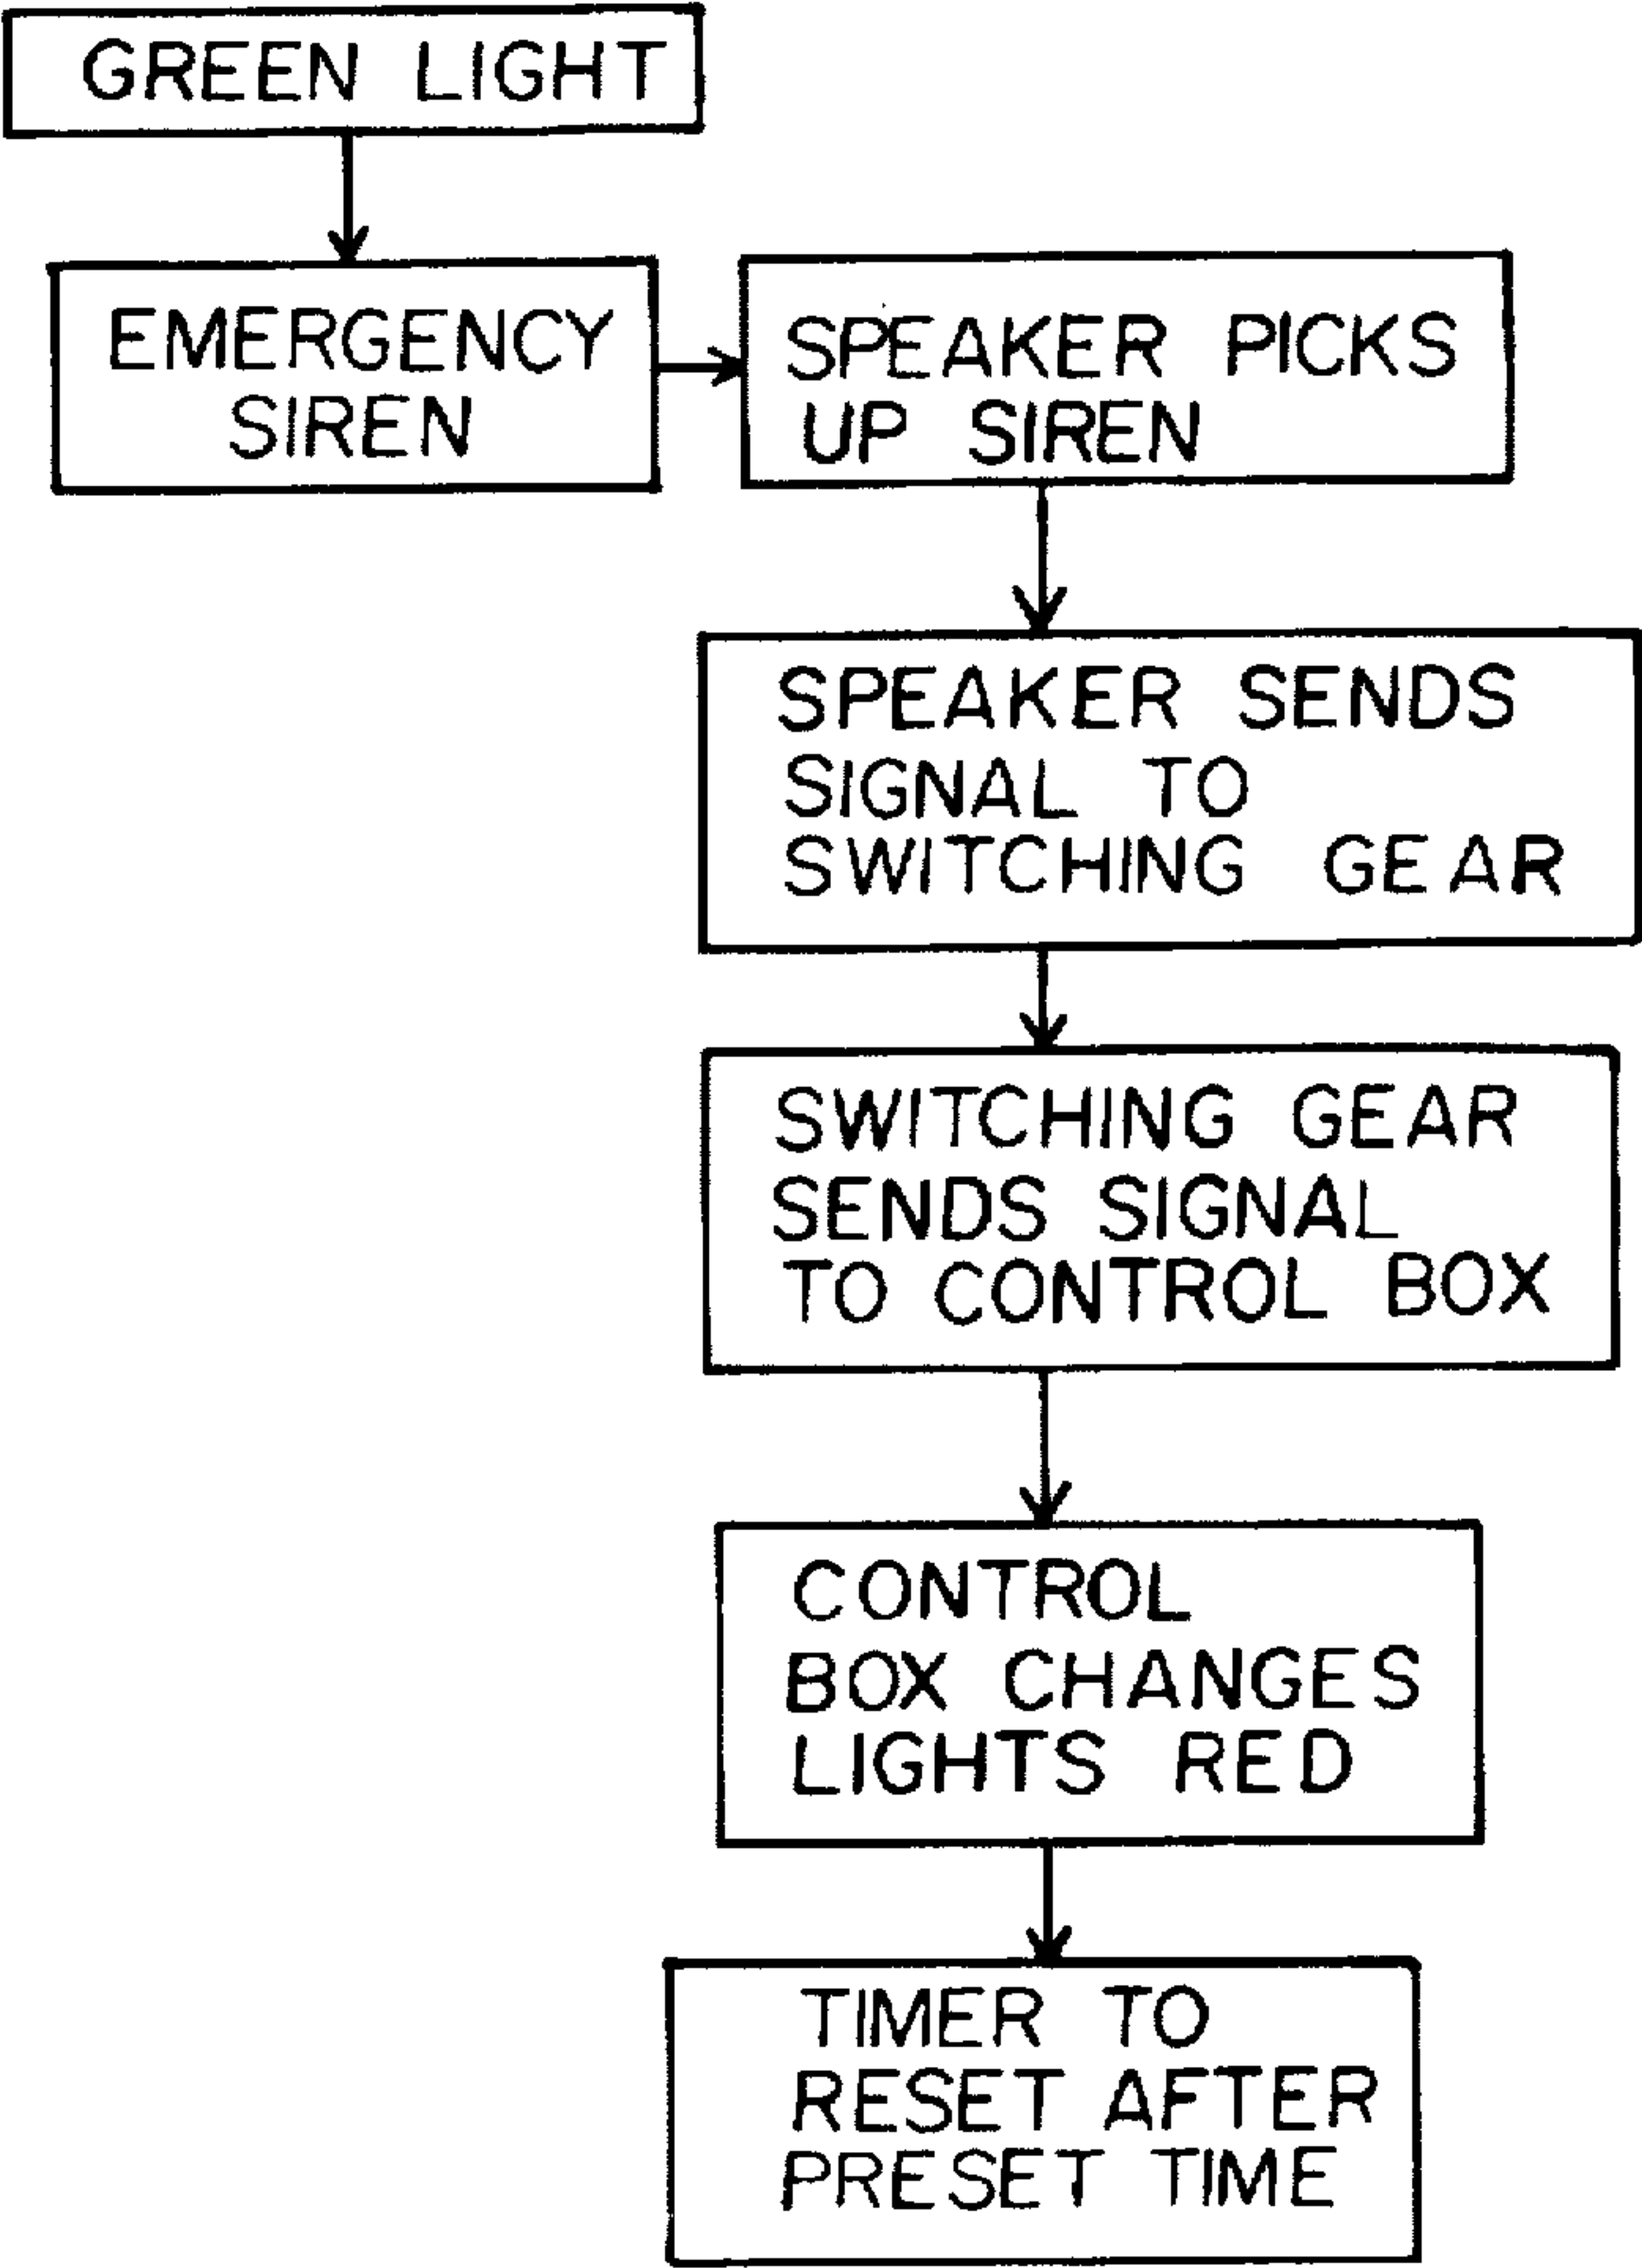 GREEN LIGHT
EMERGENCY
SIREN
SPEAKER PICKS
UP SIREN
SPEAKER SENDS
SIGNAL TO
SWITCHING GEAR
SWITCHING GEAR
SENDS SIGNAL
TO CONTROL BOX
CONTROL
BOX CHANGES
LIGHTS RED
TIMER TO
RESET AFTER
PRESET TIME